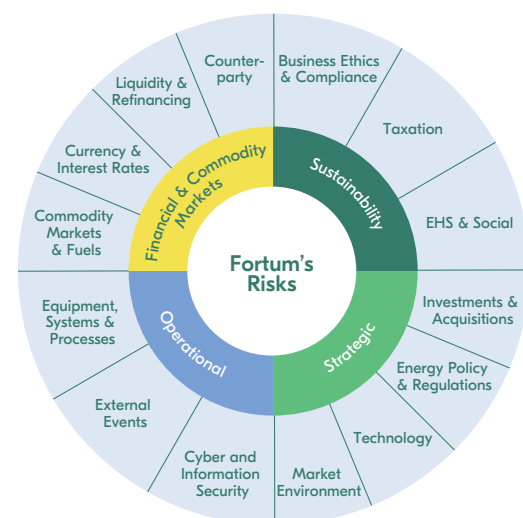 Fortum's
Risks
Financial & Commodity
Markets
Sustainability
Strategic
Operational
Business Ethics
& Compliance
Taxation
EHS & Social
Investments &
Acquisitions
Energy Policy
& Regulations
Technology
Market
Environment
Cyber and
Information
Security
External
Events
Equipment,
Systems &
Processes
Commodity
Markets
& Fuels
Currency &
Interest Rates
Liquidity &
Refinancing
Counter-
party